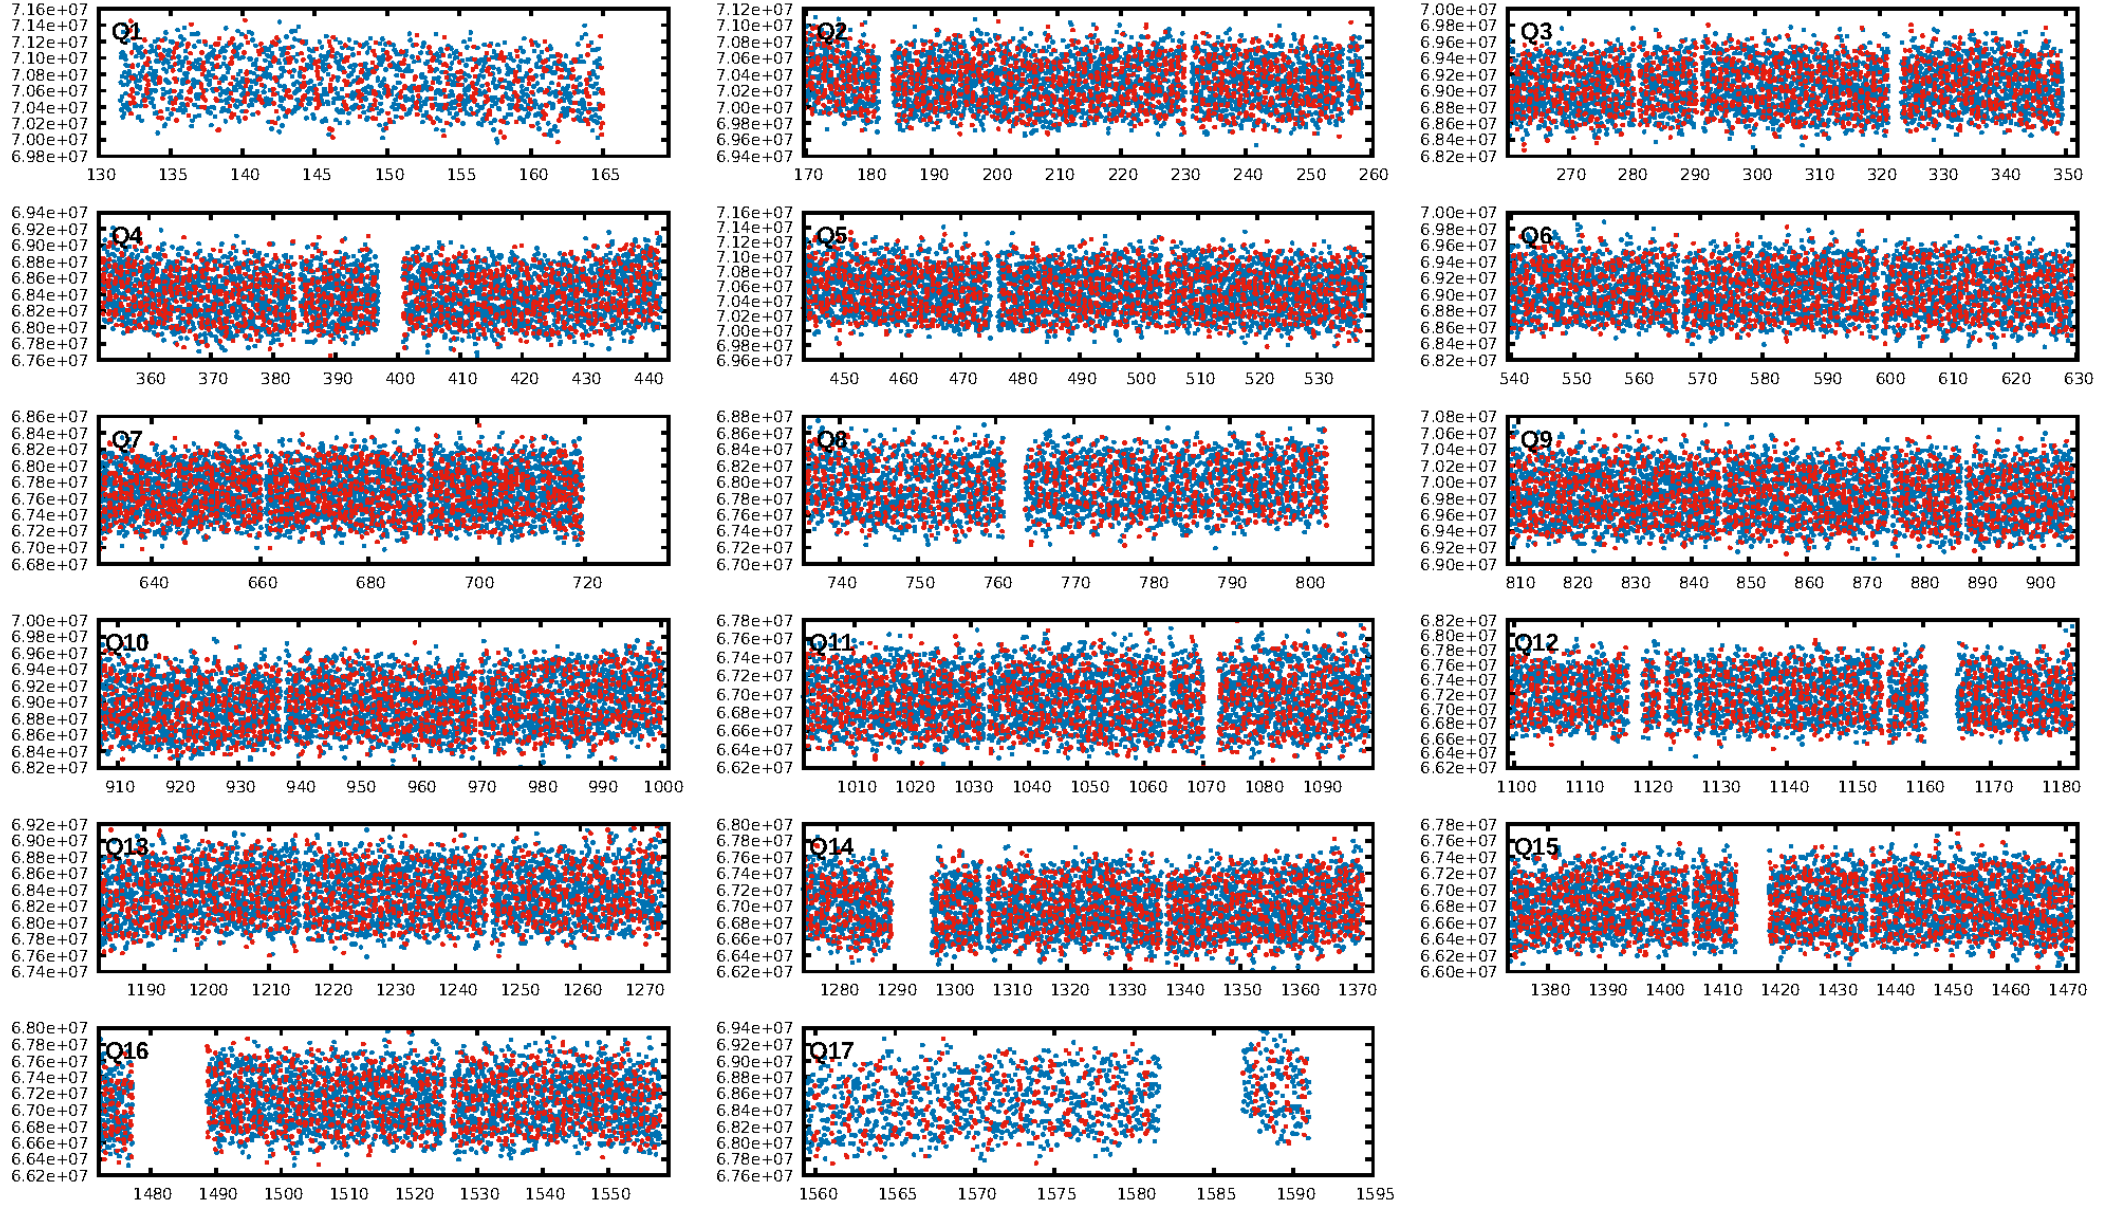 7.16e+07 7.14e+07 7.12e+07 7.10e+07 7.08e+07 7.06e+07 7.04e+07 7.02e+07 7.00e+07 6.98e+07
Q1
130 135 140 145 150 155 160 165
7.12e+07 7.10e+07 7.08e+07 7.06e+07 7.04e+07 7.02e+07 7.00e+07 6.98e+07 6.96e+07 6.94e+07
Q2
170 180 190 200 210 220 230 240 250 260
7.00e+07 6.98e+07 6.96e+07 6.94e+07 6.92e+07 6.90e+07 6.88e+07 6.86e+07 6.84e+07 6.82e+07
Q3
270 280 290 300 310 320 330 340 350
6.94e+07 6.92e+07 6.90e+07 6.88e+07 6.86e+07 6.84e+07 6.82e+07 6.80e+07 6.78e+07 6.76e+07
Q4
360 370 380 390 400 410 420 430 440
7.16e+07 7.14e+07 7.12e+07 7.10e+07 7.08e+07 7.06e+07 7.04e+07 7.02e+07 7.00e+07 6.98e+07 6.96e+07
Q5
450 460 470 480 490 500 510 520 530
7.00e+07 6.98e+07 6.96e+07 6.94e+07 6.92e+07 6.90e+07 6.88e+07 6.86e+07 6.84e+07 6.82e+07
Q6
540 550 560 570 580 590 600 610 620 630
6.86e+07 6.84e+07 6.82e+07 6.80e+07 6.78e+07 6.76e+07 6.74e+07 6.72e+07 6.70e+07 6.68e+07
Q7
640 660 680 700 720
6.88e+07 6.86e+07 6.84e+07 6.82e+07 6.80e+07 6.78e+07 6.76e+07 6.74e+07 6.72e+07 6.70e+07
Q8
740 750 760 770 780 790 800
7.08e+07 7.06e+07 7.04e+07 7.02e+07 7.00e+07 6.98e+07 6.96e+07 6.94e+07 6.92e+07 6.90e+07
Q9
810 820 830 840 850 860 870 880 890 900
7.00e+07 6.98e+07 6.96e+07 6.94e+07 6.92e+07 6.90e+07 6.88e+07 6.86e+07 6.84e+07 6.82e+07
Q10
910 920 930 940 950 960 970 980 990 1000
6.78e+07 6.76e+07 6.74e+07 6.72e+07 6.70e+07 6.68e+07 6.66e+07 6.64e+07 6.62e+07
Q11
1010 1020 1030 1040 1050 1060 1070 1080 1090
6.82e+07 6.80e+07 6.78e+07 6.76e+07 6.74e+07 6.72e+07 6.70e+07 6.68e+07 6.66e+07 6.64e+07 6.62e+07
Q12
1100 1110 1120 1130 1140 1150 1160 1170 1180
6.92e+07 6.90e+07 6.88e+07 6.86e+07 6.84e+07 6.82e+07 6.80e+07 6.78e+07 6.76e+07 6.74e+07
Q13
1190 1200 1210 1220 1230 1240 1250 1260 1270
6.80e+07 6.78e+07 6.76e+07 6.74e+07 6.72e+07 6.70e+07 6.68e+07 6.66e+07 6.64e+07 6.62e+07
Q14
1280 1290 1300 1310 1320 1330 1340 1350 1360 1370
6.78e+07 6.76e+07 6.74e+07 6.72e+07 6.70e+07 6.68e+07 6.66e+07 6.64e+07 6.62e+07 6.60e+07
Q15
1380 1390 1400 1410 1420 1430 1440 1450 1460 1470
6.80e+07 6.78e+07 6.76e+07 6.74e+07 6.72e+07 6.70e+07 6.68e+07 6.66e+07 6.64e+07 6.62e+07
Q16
1480 1490 1500 1510 1520 1530 1540 1550
6.94e+07 6.92e+07 6.90e+07 6.88e+07 6.86e+07 6.84e+07 6.82e+07 6.80e+07 6.78e+07 6.76e+07
Q17
1560 1565 1570 1575 1580 1585 1590 1595